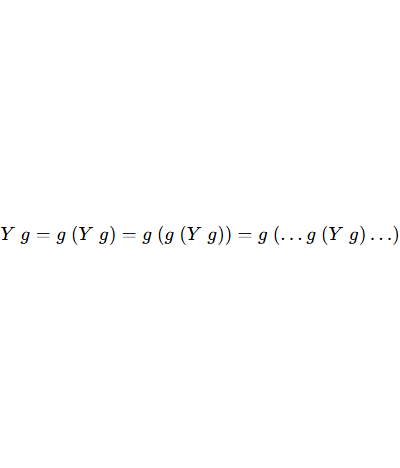 Y g = g (Y g) = g (g (Y g)) = g (… g (Y g) …)